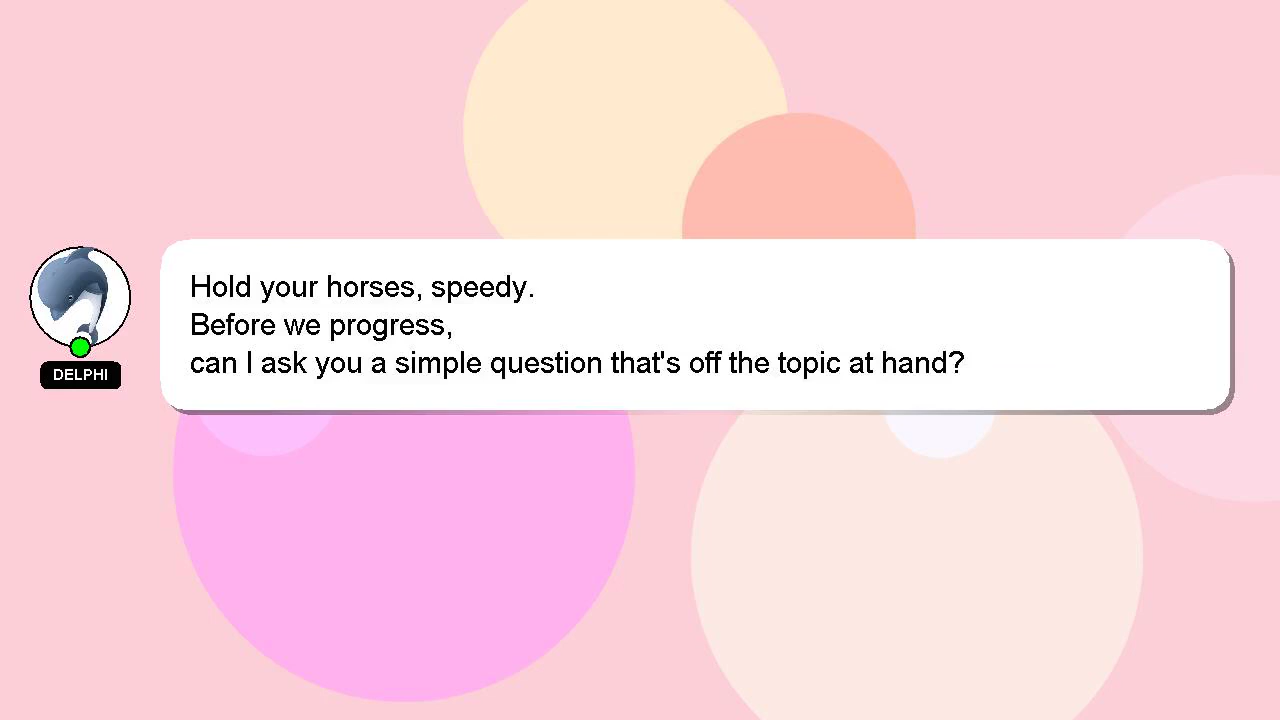 Hold your horses, speedy.
Before we progress,
can I ask you a simple question that's off the topic at hand?
DELPHI